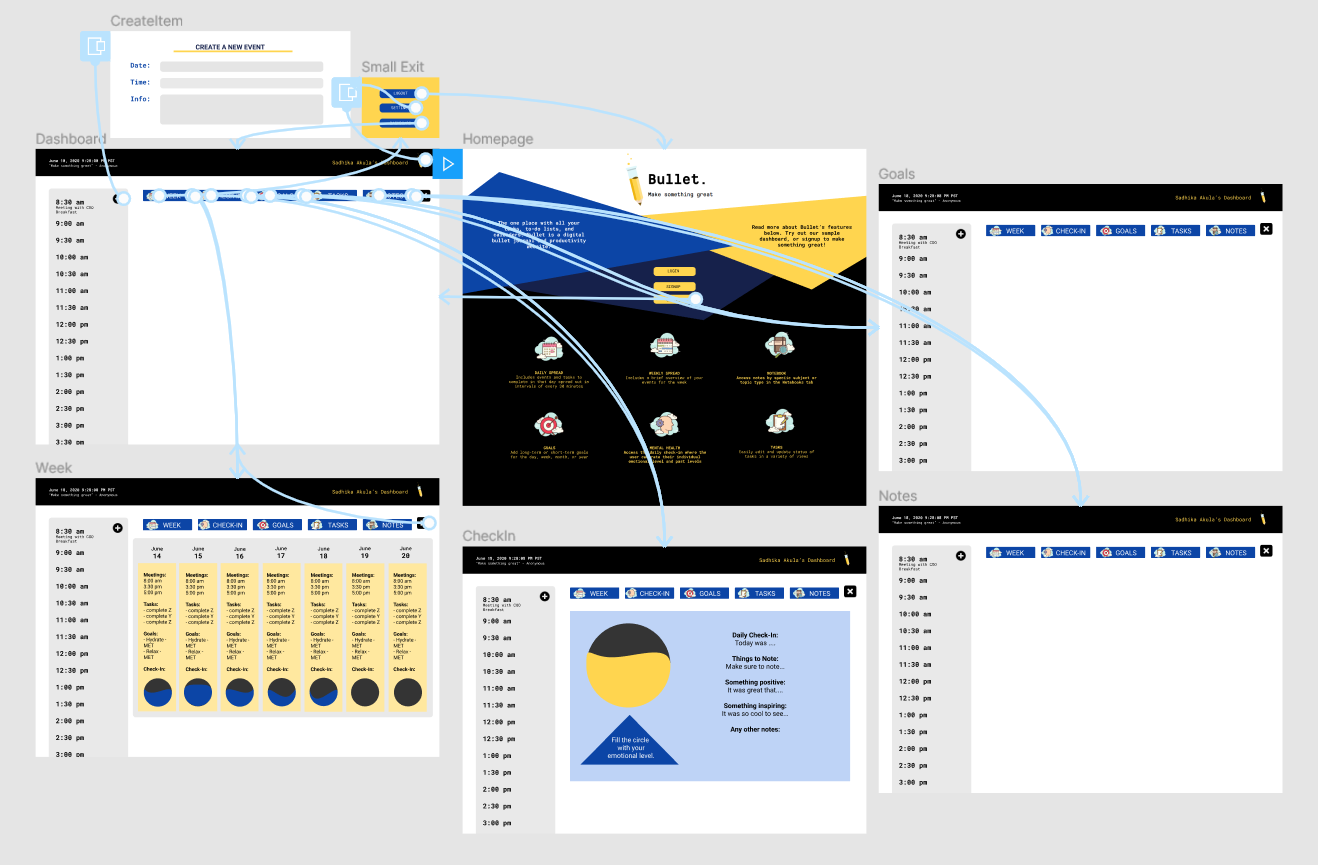 CreateItem
CREATE A NEW EVENT
Date:
Time:
Info:
Small Exit
LOGOUT
Dashboard
June 10, 2020 9:28:00 PM PST
"Make something great" - Anonymous
Sadhika Akula's Dashboard
8:30 am
Meeting with COO
Breakfast
9:00 am
9:30 am
10:00 am
10:30 am
11:00 am
11:30 am
12:00 pm
12:30 pm
1:00 pm
1:30 pm
2:00 pm
2:30 pm
3:00 pm
3:30 pm
TASKS
Homepage
Bullet.
Make something great
The one place with all your
Read more about Bullet's features
below. Try out our sample
dashboard, or signup to make
something great!
LOGIN
SIGNUP
DAILY SPREAD
Includes events and tasks to
complete in that day spread out in
intervals of every 30 minutes
WEEKLY SPREAD
Includes a brief overview of your
events for the week
NOTEBOOK
Access notes by specific subject or
topic type in the Notebooks tab
GOALS
Add long-term or short-term goals
for the day, week, month, or year
MENTAL HEALTH
Access the daily check-in where the
user can rate their individual
emotional level and past levels
TASKS
Easily edit and update status of
tasks in a variety of views
Goals
June 10, 2020 9:28:00 PM PST
"Make something great" - Anonymous
Sadhika Akula's Dashboard
WEEK
CHECK-IN
GOALS
TASKS
NOTES
8:30 am
Meeting with COO
Breakfast
9:00 am
9:30 am
10:00 am
10:30 am
11:00 am
11:30 am
12:00 pm
12:30 pm
1:00 pm
1:30 pm
2:00 pm
2:30 pm
3:00 pm
Week
June 10, 2020 9:28:00 PM PST
"Make something great" - Anonymous
Sadhika Akula's Dashboard
WEEK
CHECK-IN
GOALS
TASKS
NOTES
8:30 am
Meeting with COO
Breakfast
9:00 am
9:30 am
10:00 am
10:30 am
11:00 am
11:30 am
12:00 pm
12:30 pm
1:00 pm
1:30 pm
2:00 pm
2:30 pm
3:00 pm
June June June June June June June
14 15 16 17 18 19 20
Meetings: Meetings: Meetings: Meetings: Meetings: Meetings: Meetings:
8:00 am 8:00 am 8:00 am 8:00 am 8:00 am 8:00 am 8:00 am
3:30 pm 3:30 pm 3:30 pm 3:30 pm 3:30 pm 3:30 pm 3:30 pm
5:00 pm 5:00 pm 5:00 pm 5:00 pm 5:00 pm 5:00 pm 5:00 pm
Tasks: Tasks: Tasks: Tasks: Tasks: Tasks: Tasks:
- complete Z - complete Z - complete Z - complete Z - complete Z - complete Z - complete Z
- complete Y - complete Y - complete Y - complete Y - complete Y - complete Y - complete Y
- complete Z - complete Z - complete Z - complete Z - complete Z - complete Z - complete Z
Goals: Goals: Goals: Goals: Goals: Goals: Goals:
- Hydrate - - Hydrate - - Hydrate - - Hydrate - - Hydrate - - Hydrate - - Hydrate -
MET MET MET MET MET MET MET
- Relax - - Relax - - Relax - - Relax - - Relax - - Relax - - Relax -
MET MET MET MET MET MET MET
Check-In: Check-In: Check-In: Check-In: Check-In: Check-In: Check-In:
CheckIn
June 10, 2020 9:28:00 PM PST
"Make something great" - Anonymous
Sadhika Akula's Dashboard
WEEK
CHECK-IN
GOALS
TASKS
NOTES
8:30 am
Meeting with COO
Breakfast
9:00 am
9:30 am
10:00 am
10:30 am
11:00 am
11:30 am
12:00 pm
12:30 pm
1:00 pm
1:30 pm
2:00 pm
2:30 pm
3:00 pm
Daily Check-In:
Today was ....
Things to Note:
Make sure to note...
Something positive:
It was great that....
Something inspiring:
It was so cool to see...
Any other notes:
Fill the circle
with your
emotional level.
Notes
June 10, 2020 9:28:00 PM PST
"Make something great" - Anonymous
Sadhika Akula's Dashboard
WEEK
CHECK-IN
GOALS
TASKS
NOTES
8:30 am
Meeting with COO
Breakfast
9:00 am
9:30 am
10:00 am
10:30 am
11:00 am
11:30 am
12:00 pm
12:30 pm
1:00 pm
1:30 pm
2:00 pm
2:30 pm
3:00 pm